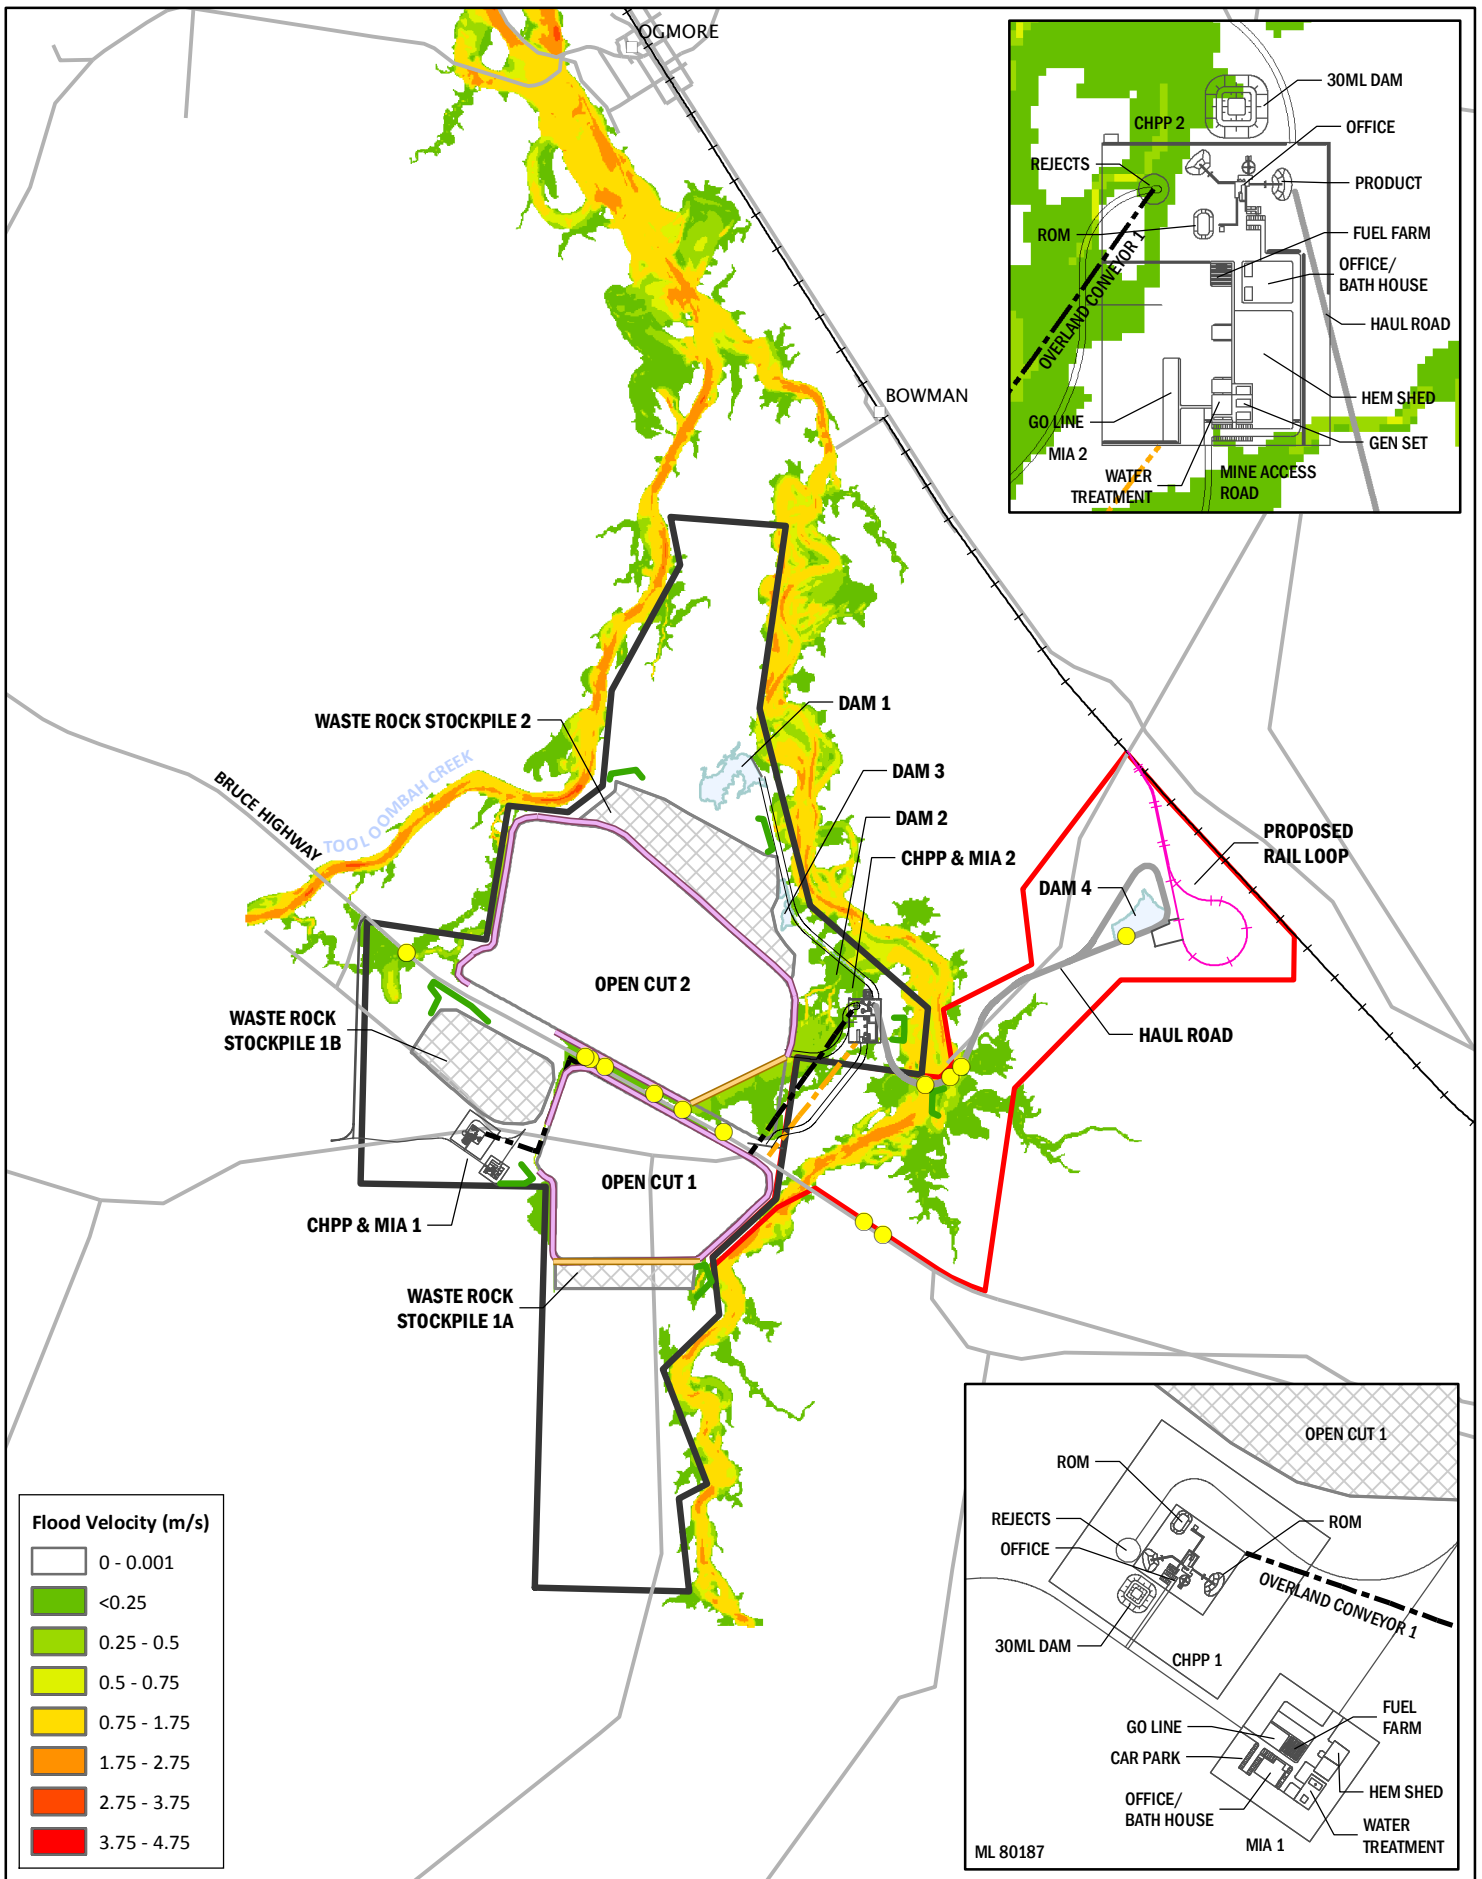 OGMORE
BOWMAN
30ML DAM
CHPP 2
OFFICE
REJECTS
PRODUCT
ROM
FUEL FARM
OFFICE/
BATH HOUSE
OVERLAND CONVEYOR 1
HAUL ROAD
HEM SHED
GO LINE
GEN SET
MIA 2
WATER
TREATMENT
MINE ACCESS
ROAD
WASTE ROCK STOCKPILE 2
DAM 1
BRUCE HIGHWAY
TOOLOOMBAH CREEK
DAM 3
DAM 2
CHPP & MIA 2
PROPOSED
RAIL LOOP
DAM 4
OPEN CUT 2
WASTE ROCK
STOCKPILE 1B
HAUL ROAD
OPEN CUT 1
CHPP & MIA 1
WASTE ROCK
STOCKPILE 1A
Flood Velocity (m/s)
0 - 0.001
<0.25
0.25 - 0.5
0.5 - 0.75
0.75 - 1.75
1.75 - 2.75
2.75 - 3.75
3.75 - 4.75
OPEN CUT 1
ROM
REJECTS
ROM
OFFICE
OVERLAND CONVEYOR 1
30ML DAM
CHPP 1
FUEL
FARM
GO LINE
CAR PARK
HEM SHED
OFFICE/
BATH HOUSE
WATER
TREATMENT
MIA 1
ML 80187